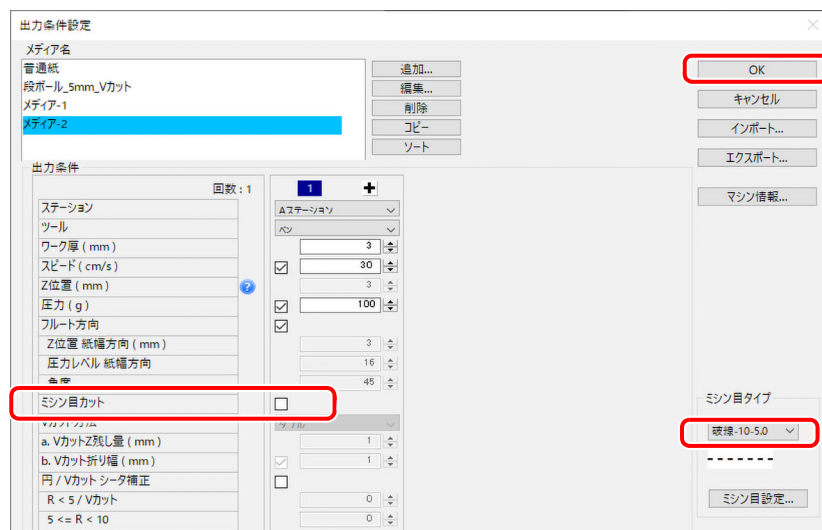 出力条件設定
メディア名
普通紙
段ボール_5mm_Vカット
メディア-1
メディア-2
追加...
編集...
削除
コピー
ソート
OK
キャンセル
インポート...
エクスポート...
マシン情報...
出力条件
回数 : 1
1
ステーション Aステーション
ツール ペン
ワーク厚 ( mm ) 3
スピード ( cm/s ) 30
Z位置 ( mm ) ? 3
圧力 ( g ) 100
フルート方向
Z位置 紙幅方向 ( mm ) 3
圧力レベル 紙幅方向 16
角度 45
ミシン目カット
Vカット方法 ダブル
a. VカットZ残し量 ( mm ) 1
b. Vカット折り幅 ( mm ) 1
円 / Vカット シータ補正
R < 5 / Vカット 0
5 <= R < 10 0
ミシン目タイプ
破線-10-5.0
ミシン目設定...